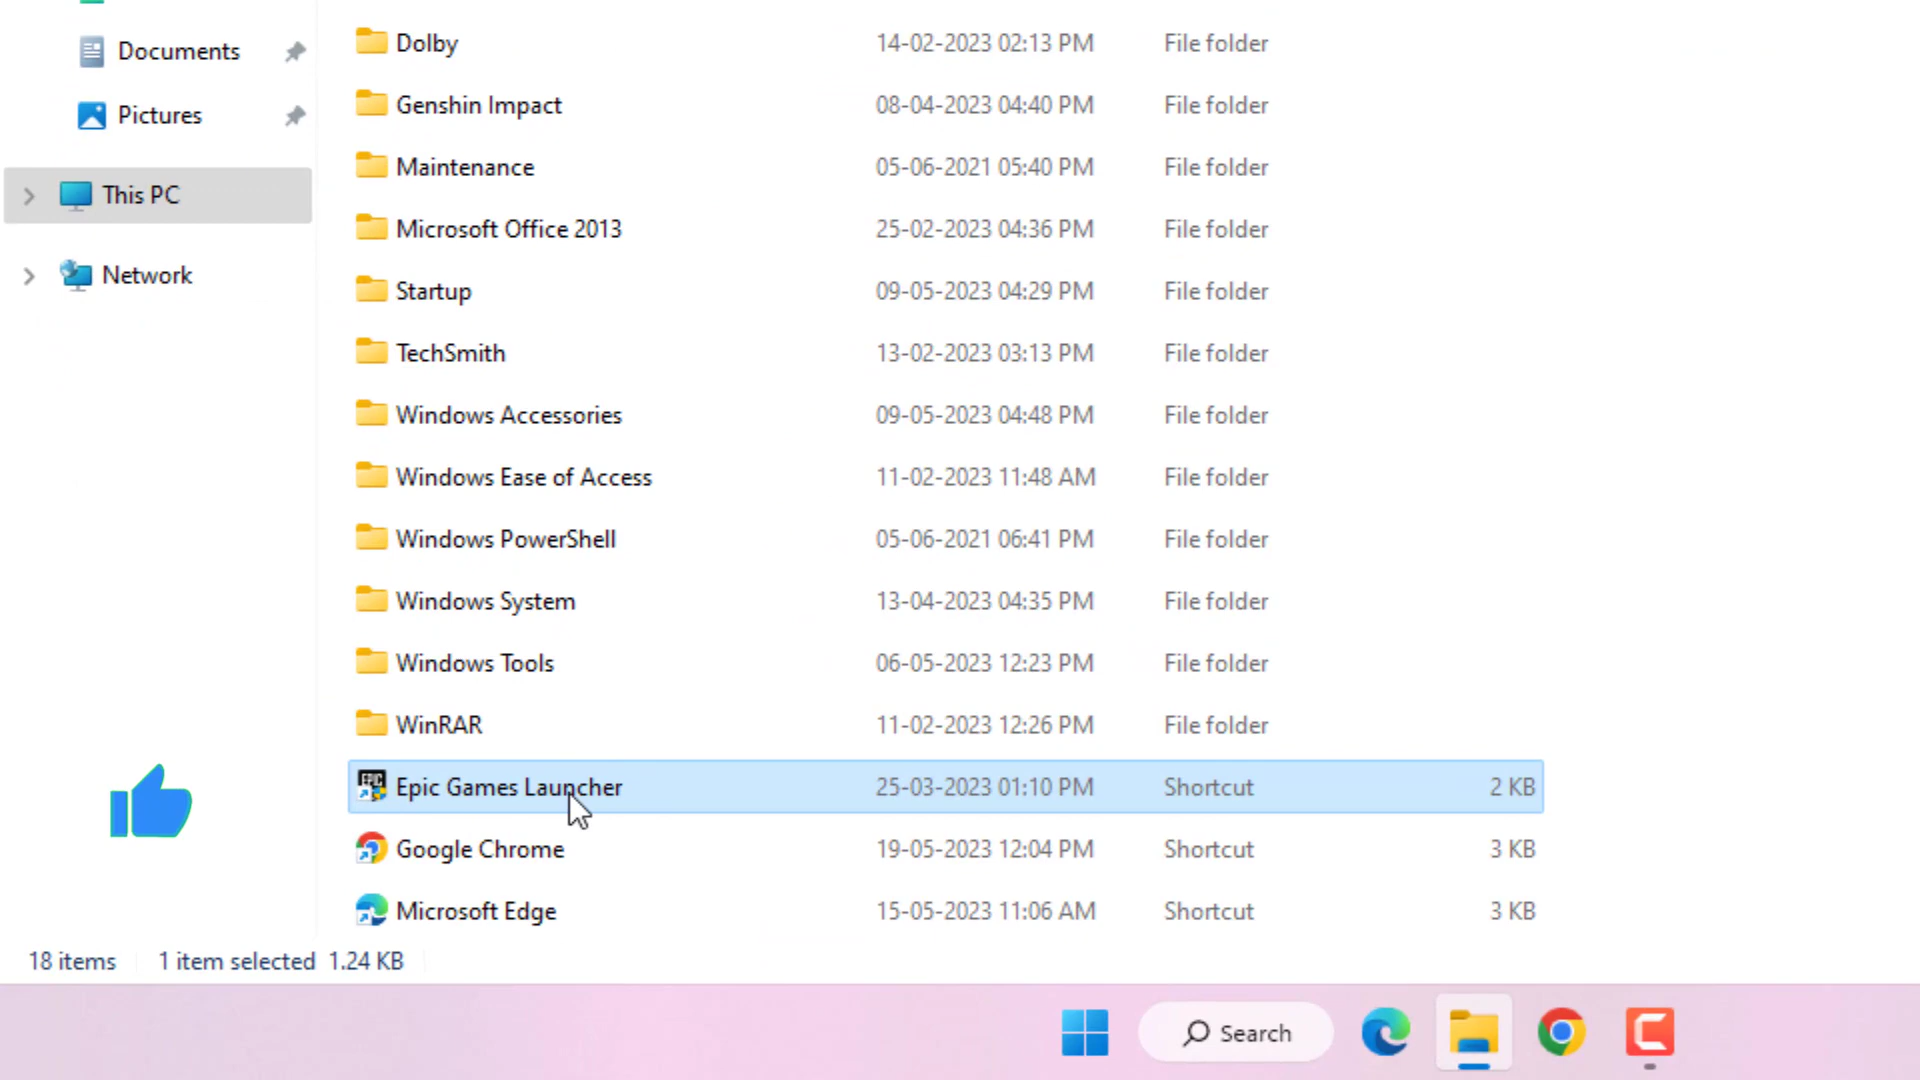 Documents
Pictures
This PC
Network
Dolby 14-02-2023 02:13 PM File folder
Genshin Impact 08-04-2023 04:40 PM File folder
Maintenance 05-06-2021 05:40 PM File folder
Microsoft Office 2013 25-02-2023 04:36 PM File folder
Startup 09-05-2023 04:29 PM File folder
TechSmith 13-02-2023 03:13 PM File folder
Windows Accessories 09-05-2023 04:48 PM File folder
Windows Ease of Access 11-02-2023 11:48 AM File folder
Windows PowerShell 05-06-2021 06:41 PM File folder
Windows System 13-04-2023 04:35 PM File folder
Windows Tools 06-05-2023 12:23 PM File folder
WinRAR 11-02-2023 12:26 PM File folder
EPIC Epic Games Launcher 25-03-2023 01:10 PM Shortcut 2 KB
Google Chrome 19-05-2023 12:04 PM Shortcut 3 KB
Microsoft Edge 15-05-2023 11:06 AM Shortcut 3 KB
18 items 1 item selected 1.24 KB
Search